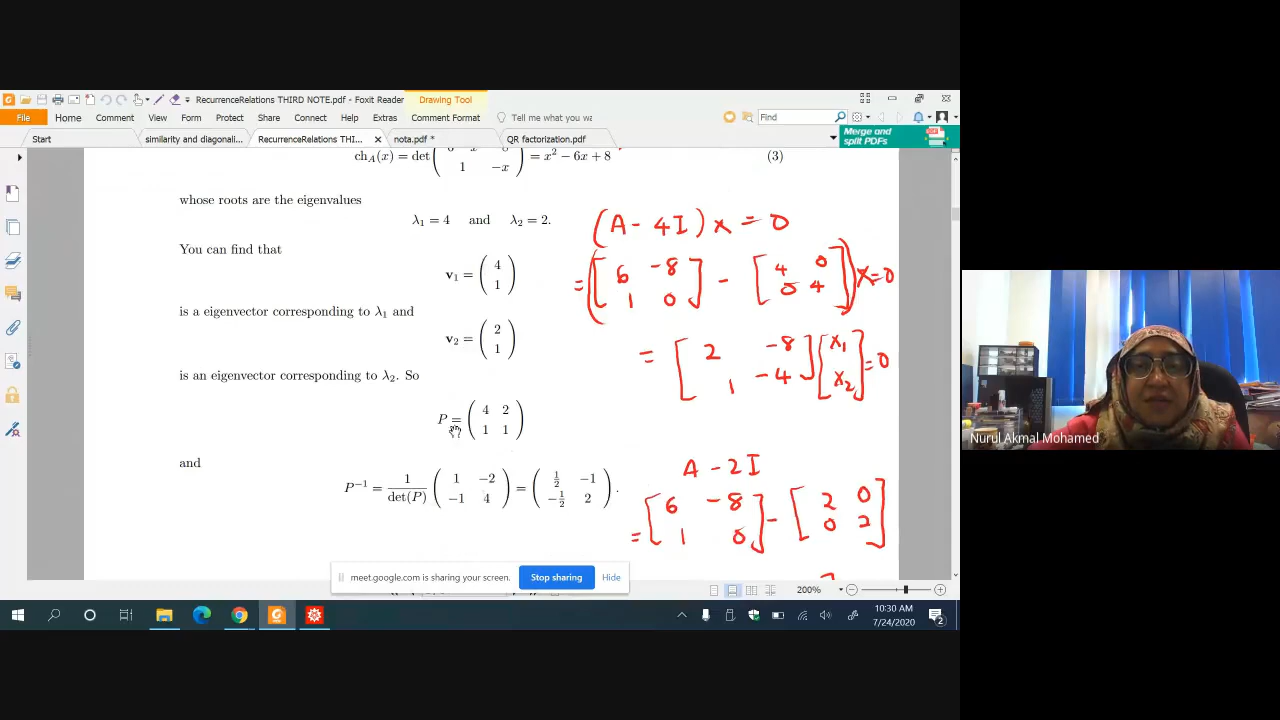 RecurrenceRelations THIRD NOTE.pdf - Foxit Reader
Drawing Tool
File Home Comment View Form Protect Share Connect Help Extras Comment Format Tell me what you wa Find
Start similarity and diagonali... RecurrenceRelations THI... nota.pdf * QR factorization.pdf
Merge and split PDFs
ch_A(x) = det ( 1 −x ) = x² − 6x + 8 (3)
whose roots are the eigenvalues
λ₁ = 4 and λ₂ = 2.
You can find that
v₁ = ( 4
1 )
is a eigenvector corresponding to λ₁ and
v₂ = ( 2
1 )
is an eigenvector corresponding to λ₂. So
P = ( 4 2
1 1 )
and
P⁻¹ = 1/det(P) ( 1 −2
−1 4 ) = ( 1/2 −1
−1/2 2 ).
(A - 4I) x = 0
= ( [ 6 -8
1 0 ] - [ 4 0
0 4 ] ) x = 0
= [ 2 -8
1 -4 ] [ x₁
x₂ ] = 0
A - 2I
= [ 6 -8
1 0 ] - [ 2 0
0 2 ]
meet.google.com is sharing your screen. Stop sharing Hide
200%
10:30 AM
7/24/2020
2
Nurul Akmal Mohamed